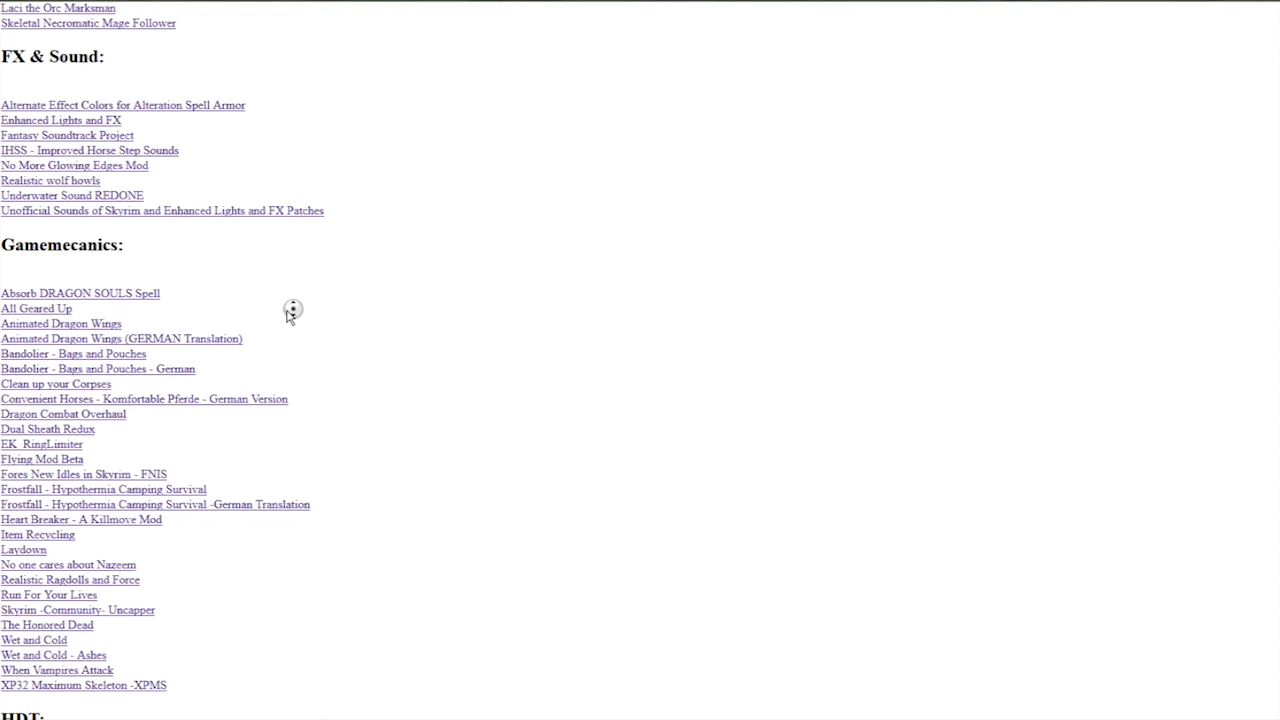 Laci the Orc Marksman
Skeletal Necromatic Mage Follower
FX & Sound:
Alternate Effect Colors for Alteration Spell Armor
Enhanced Lights and FX
Fantasy Soundtrack Project
IHSS - Improved Horse Step Sounds
No More Glowing Edges Mod
Realistic wolf howls
Underwater Sound REDONE
Unofficial Sounds of Skyrim and Enhanced Lights and FX Patches
Gamemecanics:
Absorb DRAGON SOULS Spell
All Geared Up
Animated Dragon Wings
Animated Dragon Wings (GERMAN Translation)
Bandolier - Bags and Pouches
Bandolier - Bags and Pouches - German
Clean up your Corpses
Convenient Horses - Komfortable Pferde - German Version
Dragon Combat Overhaul
Dual Sheath Redux
EK_RingLimiter
Flying Mod Beta
Fores New Idles in Skyrim - FNIS
Frostfall - Hypothermia Camping Survival
Frostfall - Hypothermia Camping Survival -German Translation
Heart Breaker - A Killmove Mod
Item Recycling
Laydown
No one cares about Nazeem
Realistic Ragdolls and Force
Run For Your Lives
Skyrim -Community- Uncapper
The Honored Dead
Wet and Cold
Wet and Cold - Ashes
When Vampires Attack
XP32 Maximum Skeleton -XPMS
HDT: